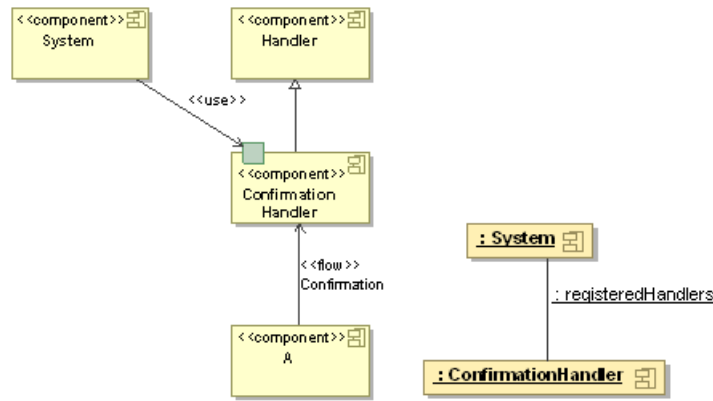 <<component>>
System
<<component>>
Handler
<<use>>
<<component>>
Confirmation
Handler
<<flow>>
Confirmation
<<component>>
A
: System
: registeredHandlers
: ConfirmationHandler